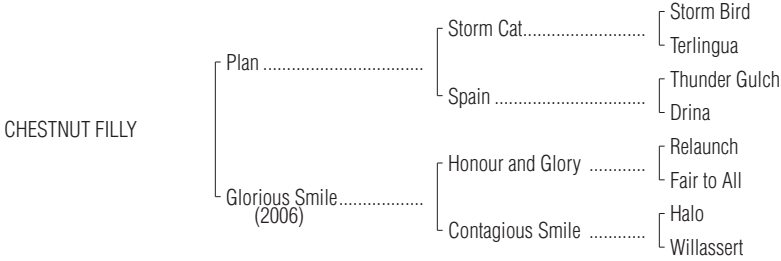 Storm Bird
Storm Cat..........................
Terlingua
Plan .................................
Thunder Gulch
Spain ................................
Drina
CHESTNUT FILLY
Relaunch
Honour and Glory ............
Fair to All
Glorious Smile..................
(2006)
Halo
Contagious Smile ............
Willassert